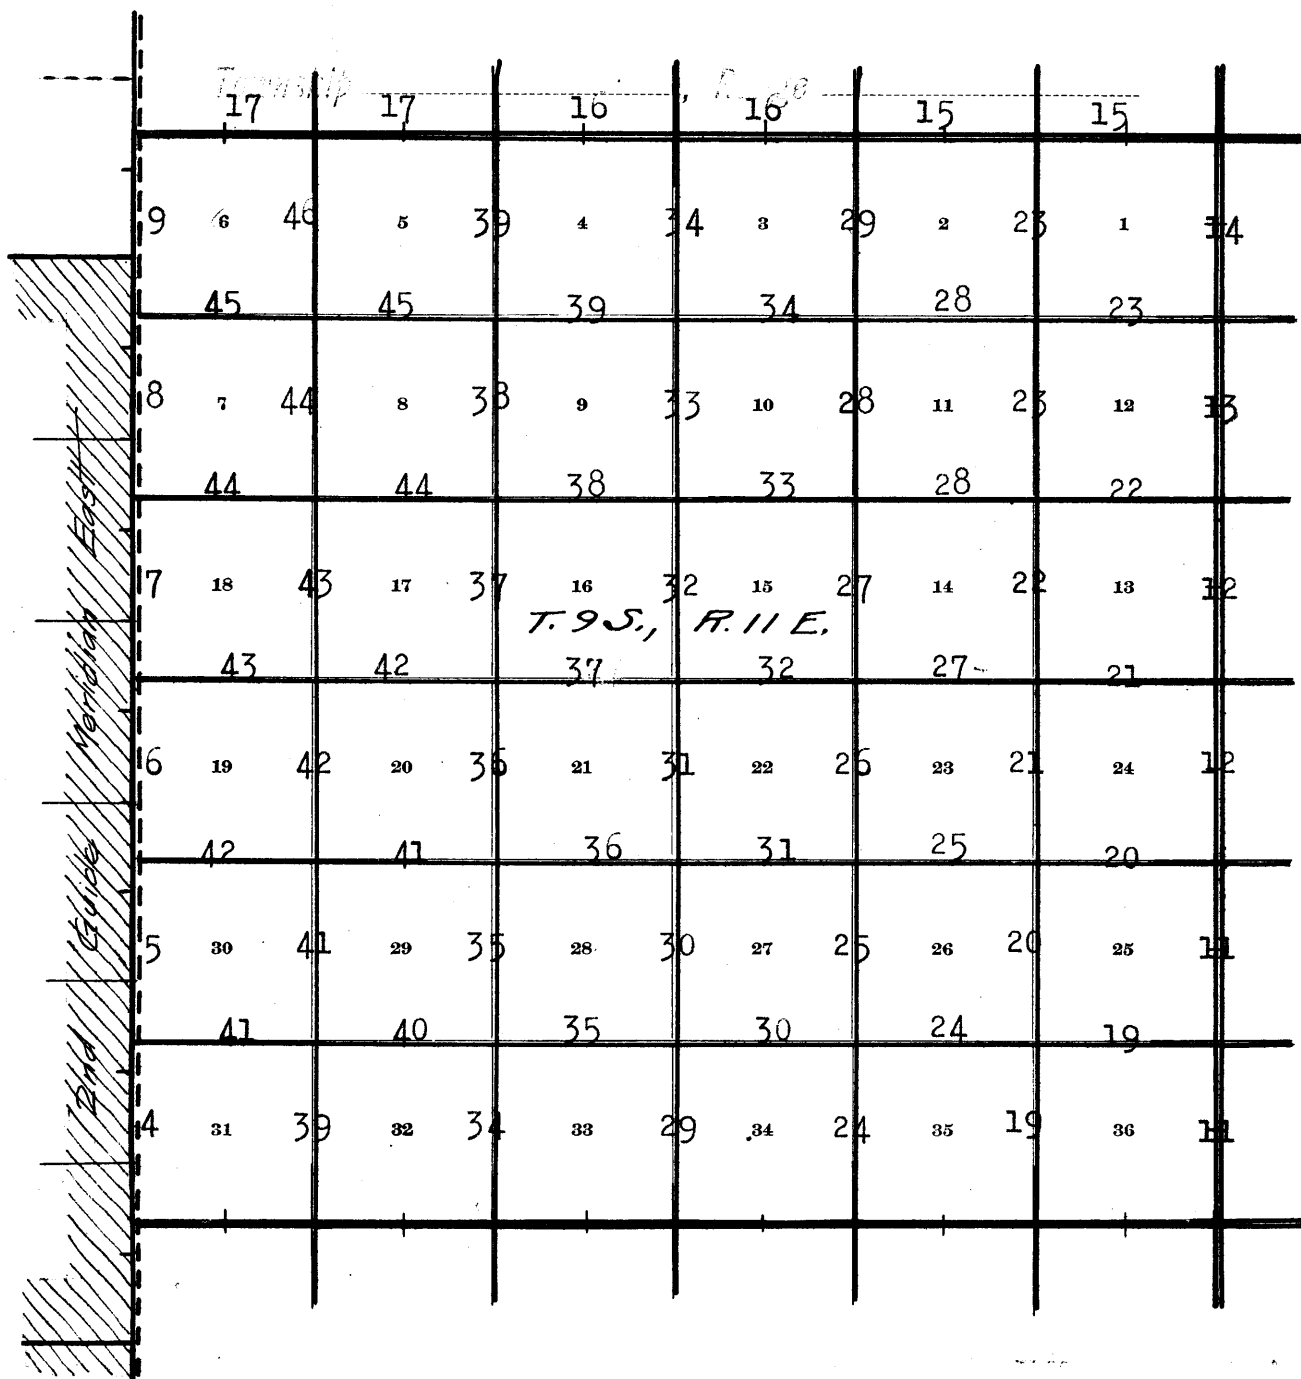 Township , Range
17 17 16 16 15 15
9 6 46 5 39 4 34 3 29 2 23 1 14
45 45 39 34 28 23
8 7 44 8 38 9 33 10 28 11 23 12 13
44 44 38 33 28 22
7 18 43 17 37 16 32 15 27 14 22 13 12
T. 9 S., R. 11 E.
43 42 37 32 27 21
6 19 42 20 36 21 31 22 26 23 21 24 12
42 41 36 31 25 20
5 30 41 29 35 28 30 27 25 26 20 25 11
41 40 35 30 24 19
4 31 39 32 34 33 29 34 24 35 19 36 11
2nd Guide Meridian East